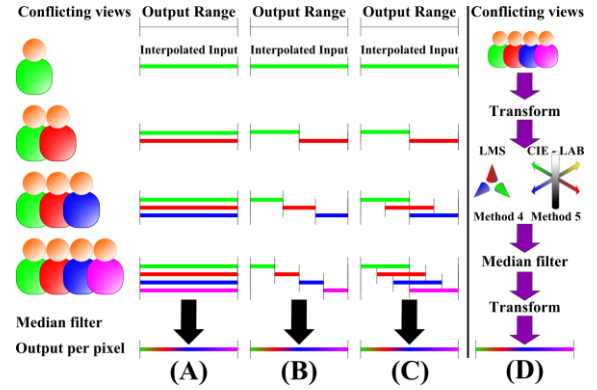 Conflicting views
Output Range
Output Range
Output Range
Conflicting views
Interpolated Input
Interpolated Input
Interpolated Input
Transform
LMS
CIE - LAB
Method 4
Method 5
Median filter
Transform
Median filter
Output per pixel
(A)
(B)
(C)
(D)